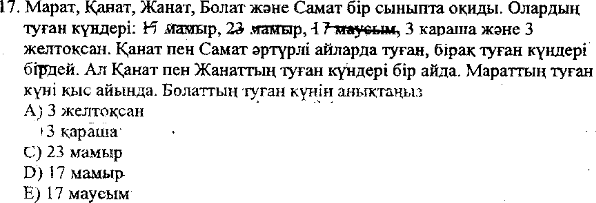 17. Марат, Қанат, Жанат, Болат және Самат бір сыныпта оқиды. Олардың
туған күндері: 17 мамыр, 23 мамыр, 17 маусым, 3 қараша және 3
желтоқсан. Қанат пен Самат әртүрлі айларда туған, бірақ туған күндері
бірдей. Ал Қанат пен Жанаттың туған күндері бір айда. Мараттың туған
күні қыс айында. Болаттың туған күнін анықтаңыз
A) 3 желтоқсан
3 қараша
C) 23 мамыр
D) 17 мамыр
E) 17 маусым